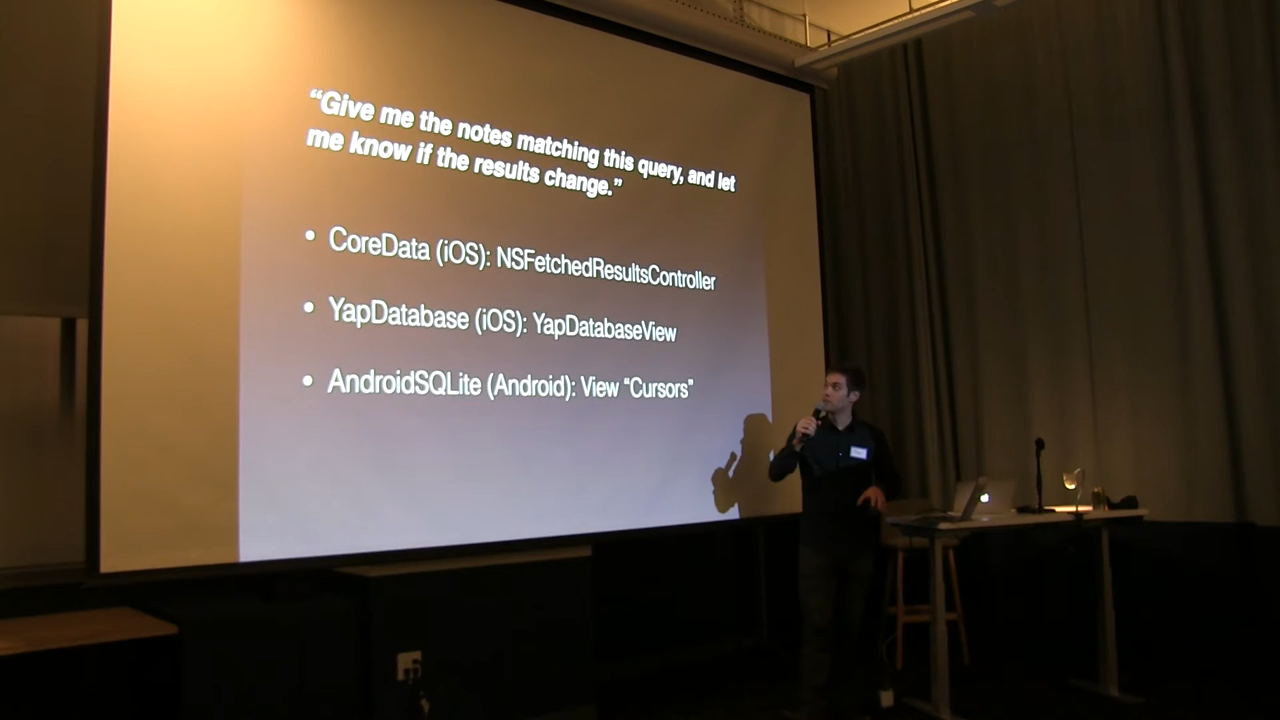 “Give me the notes matching this query, and let
me know if the results change.”
• CoreData (iOS): NSFetchedResultsController
• YapDatabase (iOS): YapDatabaseView
• AndroidSQLite (Android): View “Cursors”